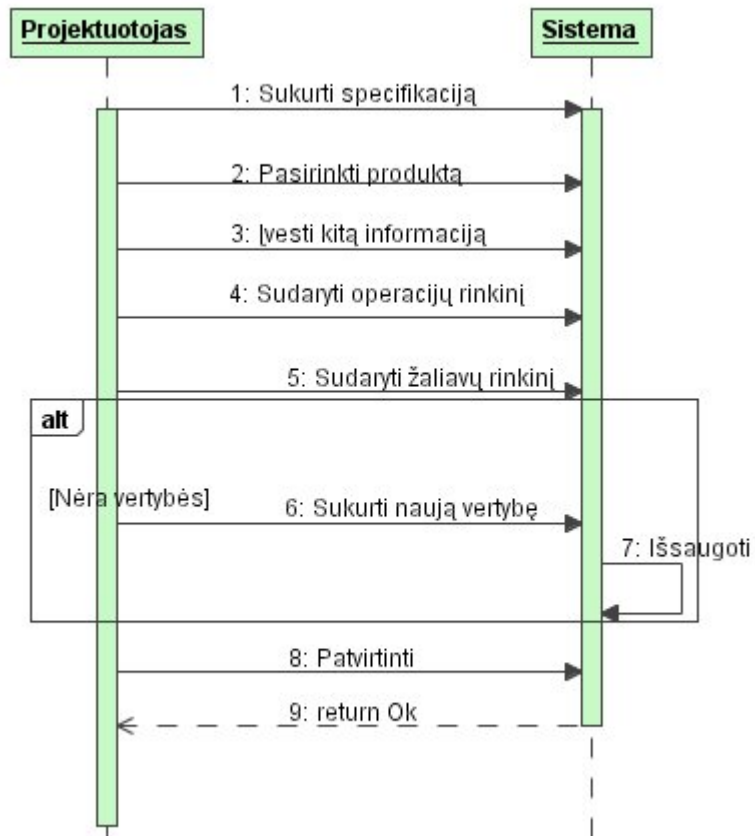 Projektuotojas
Sistema
1: Sukurti specifikaciją
2: Pasirinkti produktą
3: Įvesti kitą informaciją
4: Sudaryti operacijų rinkinį
5: Sudaryti žaliavų rinkinį
alt
[Nėra vertybės]
6: Sukurti naują vertybę
7: Išsaugoti
8: Patvirtinti
9: return Ok